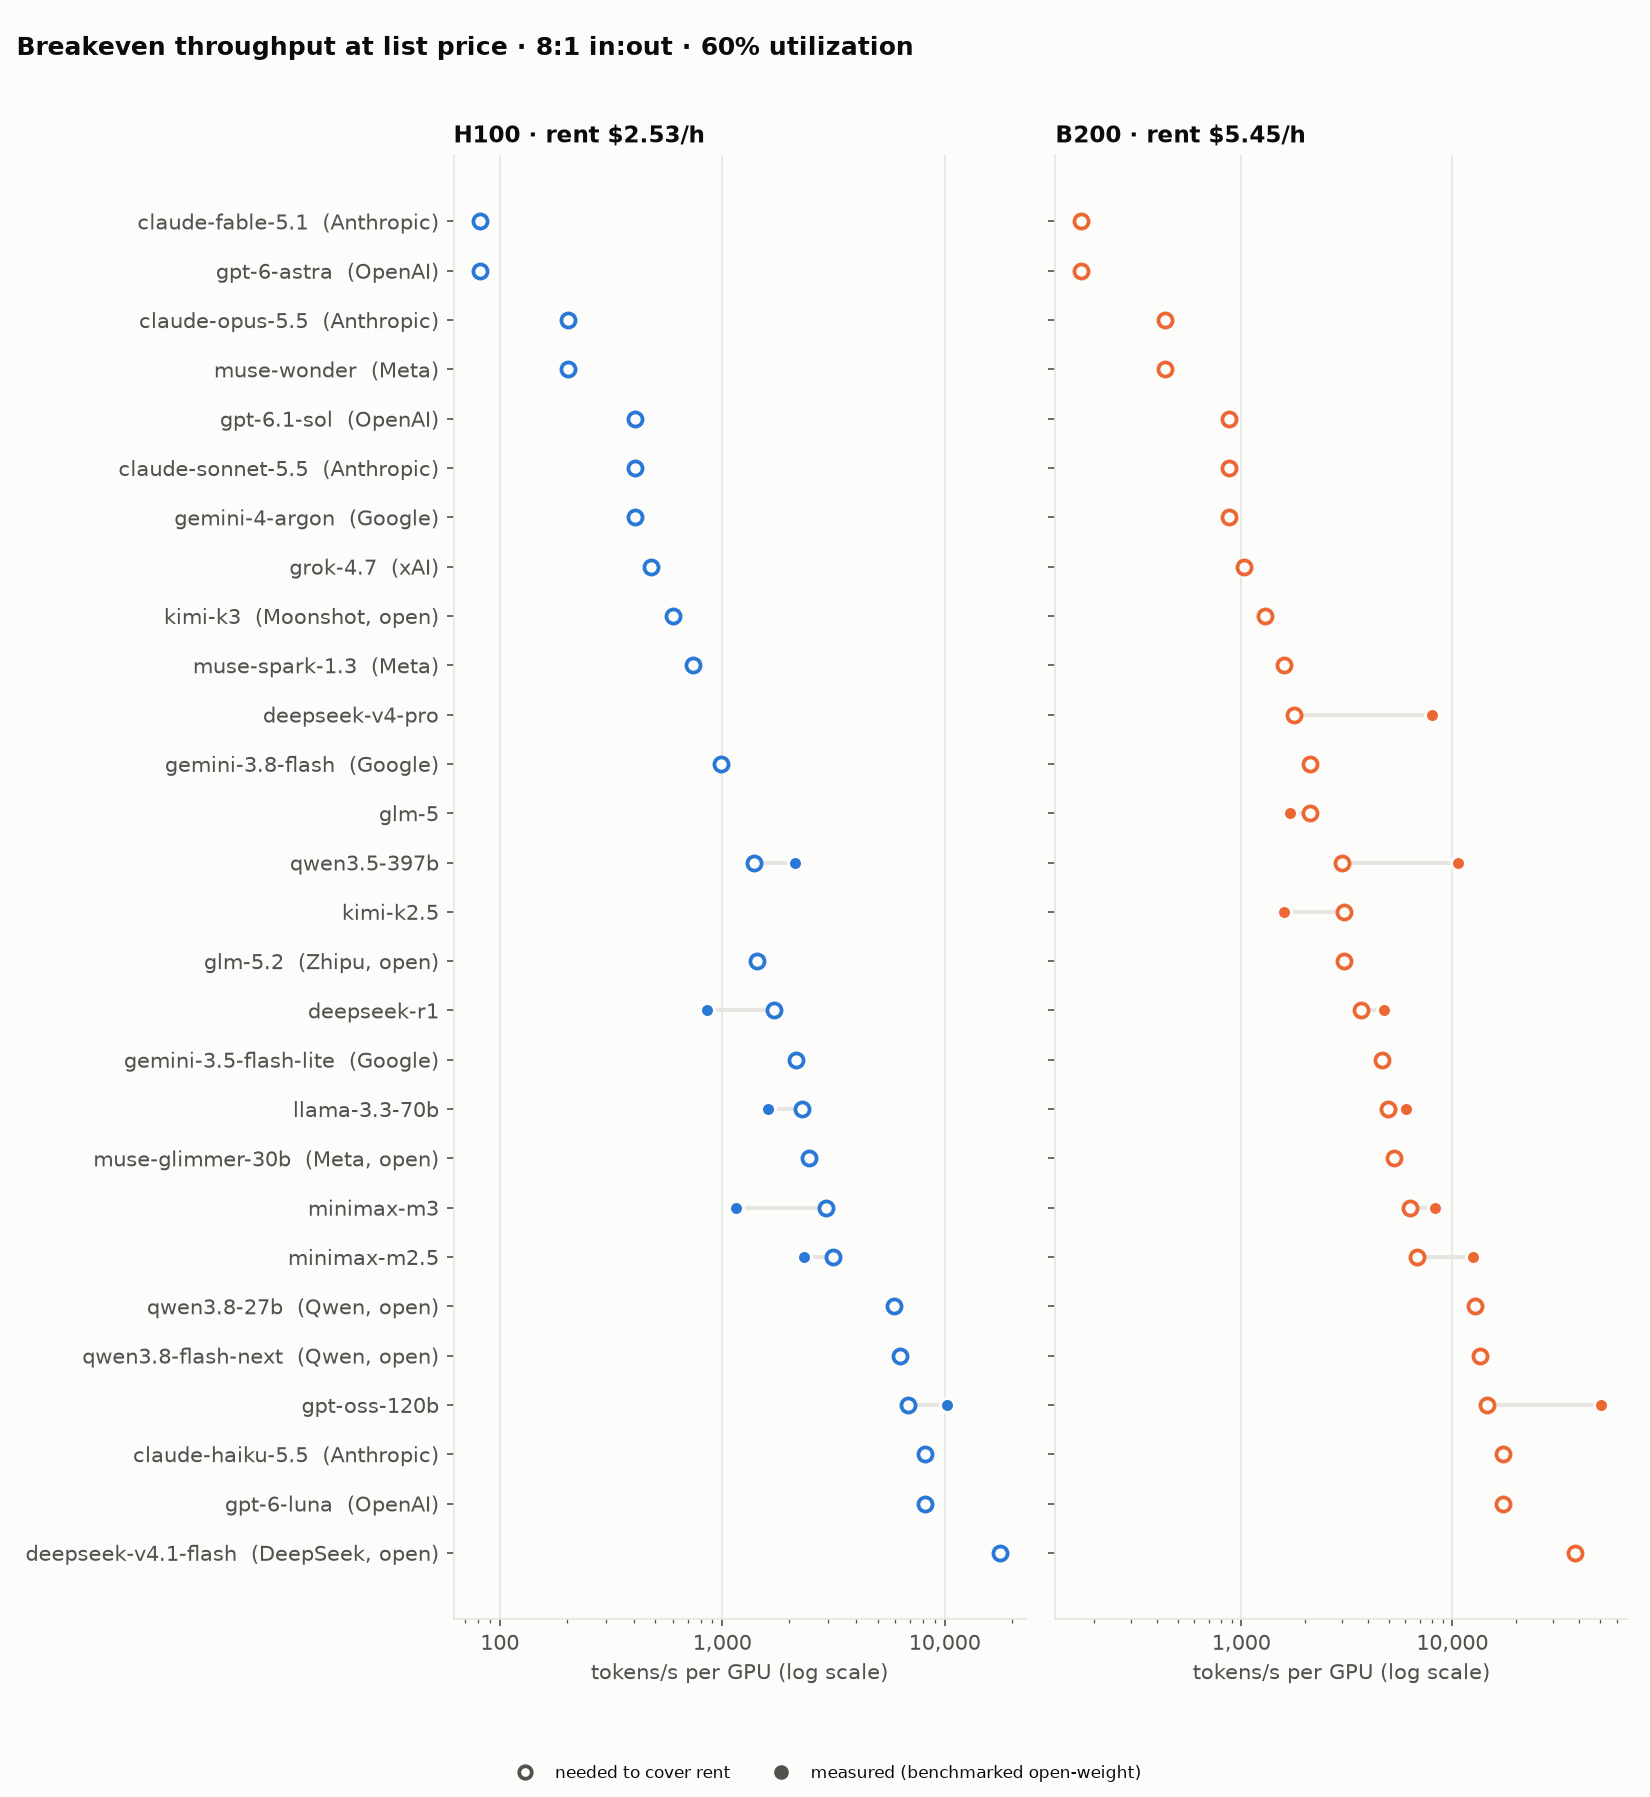 Breakeven throughput at list price · 8:1 in:out · 60% utilization
H100 · rent $2.53/h
B200 · rent $5.45/h
claude-fable-5.1 (Anthropic)
gpt-6-astra (OpenAI)
claude-opus-5.5 (Anthropic)
muse-wonder (Meta)
gpt-6.1-sol (OpenAI)
claude-sonnet-5.5 (Anthropic)
gemini-4-argon (Google)
grok-4.7 (xAI)
kimi-k3 (Moonshot, open)
muse-spark-1.3 (Meta)
deepseek-v4-pro
gemini-3.8-flash (Google)
glm-5
qwen3.5-397b
kimi-k2.5
glm-5.2 (Zhipu, open)
deepseek-r1
gemini-3.5-flash-lite (Google)
llama-3.3-70b
muse-glimmer-30b (Meta, open)
minimax-m3
minimax-m2.5
qwen3.8-27b (Qwen, open)
qwen3.8-flash-next (Qwen, open)
gpt-oss-120b
claude-haiku-5.5 (Anthropic)
gpt-6-luna (OpenAI)
deepseek-v4.1-flash (DeepSeek, open)
100 1,000 10,000
1,000 10,000
tokens/s per GPU (log scale)
tokens/s per GPU (log scale)
needed to cover rent
measured (benchmarked open-weight)